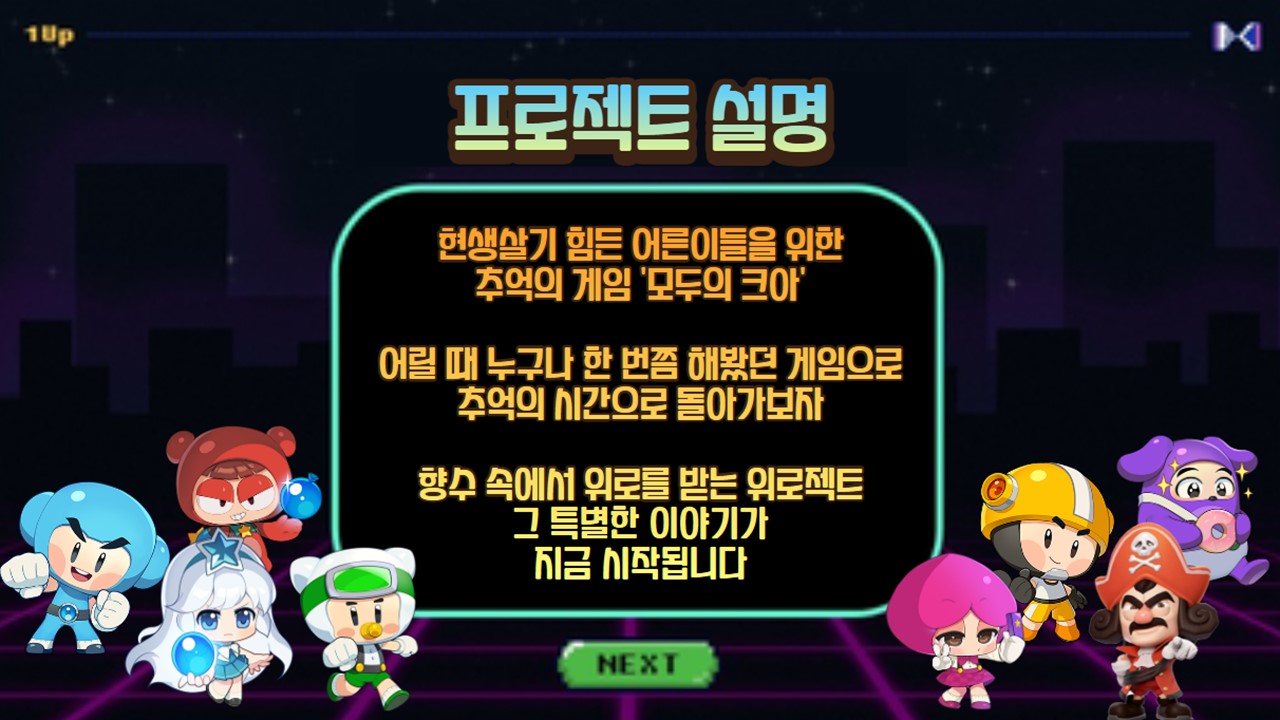 1Up
프로젝트 설명
현생살기 힘든 어른이들을 위한
추억의 게임 '모두의 크아'
어릴 때 누구나 한 번쯤 해봤던 게임으로
추억의 시간으로 돌아가보자
향수 속에서 위로를 받는 위로젝트
그 특별한 이야기가
지금 시작됩니다
NEXT